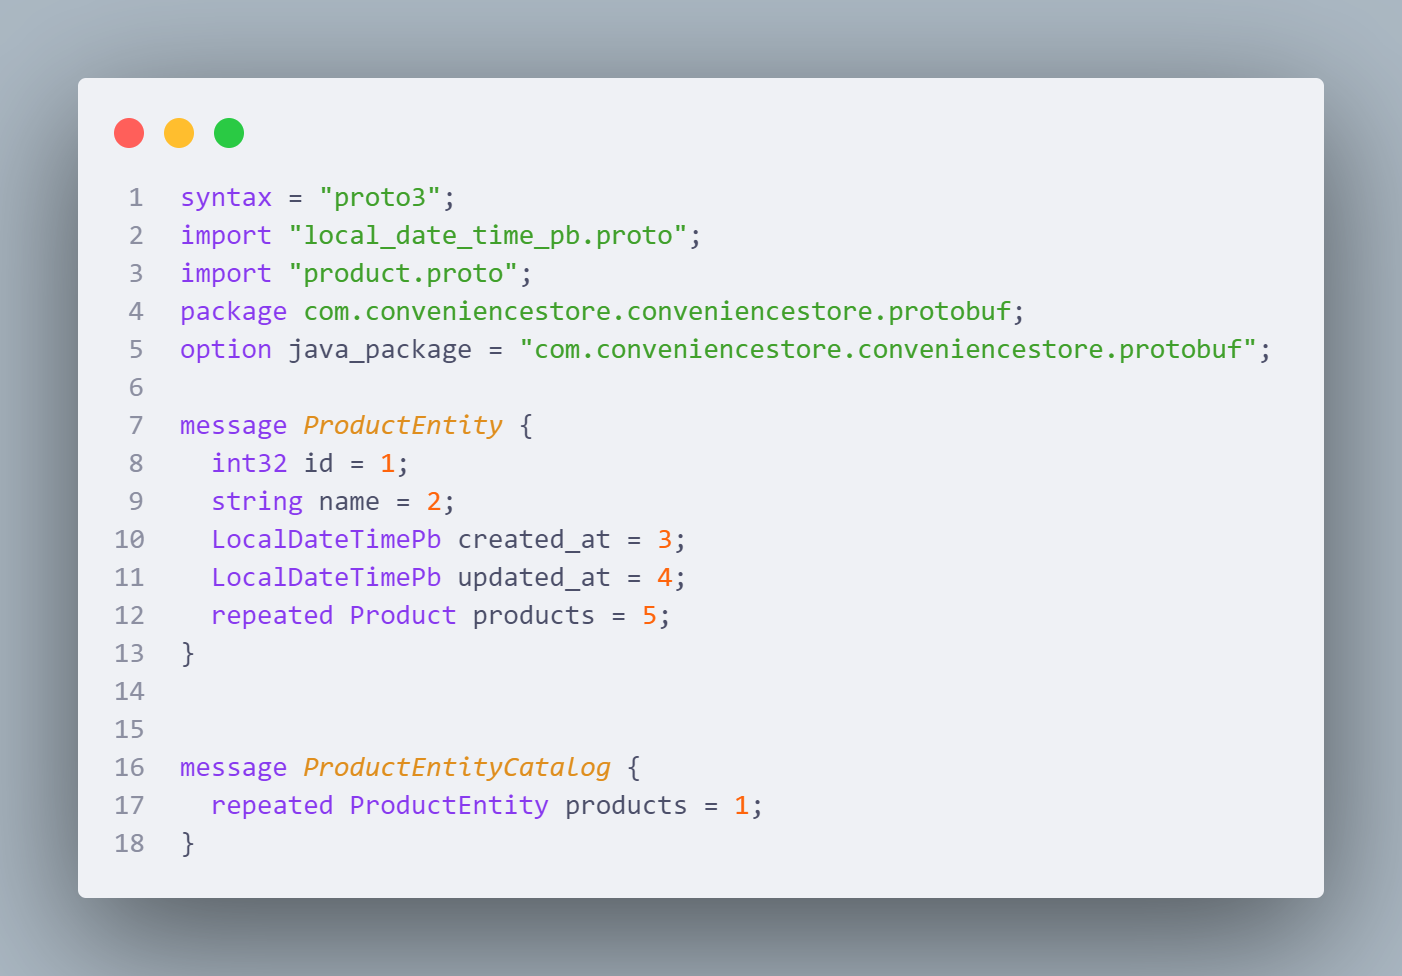 1 syntax = "proto3";
2 import "local_date_time_pb.proto";
3 import "product.proto";
4 package com.conveniencestore.conveniencestore.protobuf;
5 option java_package = "com.conveniencestore.conveniencestore.protobuf";
6
7 message ProductEntity {
8   int32 id = 1;
9   string name = 2;
10   LocalDateTimePb created_at = 3;
11   LocalDateTimePb updated_at = 4;
12   repeated Product products = 5;
13 }
14
15
16 message ProductEntityCatalog {
17   repeated ProductEntity products = 1;
18 }